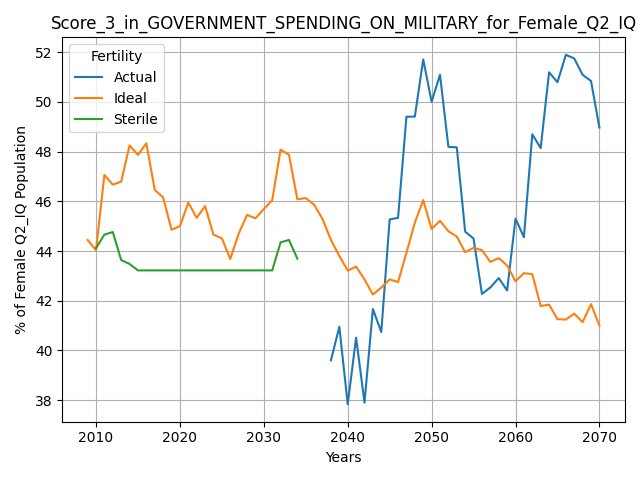 Score_3_in_GOVERNMENT_SPENDING_ON_MILITARY_for_Female_Q2_IQ
Fertility
Actual
Ideal
Sterile
% of Female Q2_IQ Population
52
50
48
46
44
42
40
38
2010 2020 2030 2040 2050 2060 2070
Years